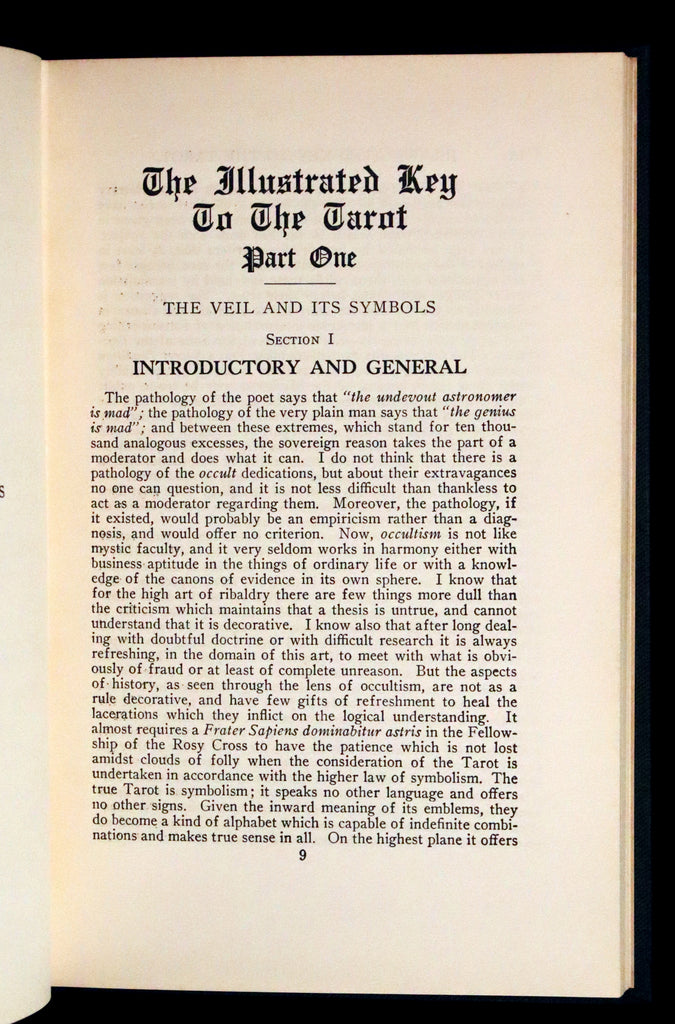 The Illustrated Key
To The Tarot
Part One
THE VEIL AND ITS SYMBOLS
SECTION I
INTRODUCTORY AND GENERAL
The pathology of the poet says that "the undevout astronomer
is mad"; the pathology of the very plain man says that "the genius
is mad"; and between these extremes, which stand for ten thou-
sand analogous excesses, the sovereign reason takes the part of a
moderator and does what it can. I do not think that there is a
pathology of the occult dedications, but about their extravagances
no one can question, and it is not less difficult than thankless to
act as a moderator regarding them. Moreover, the pathology, if
it existed, would probably be an empiricism rather than a diag-
nosis, and would offer no criterion. Now, occultism is not like
mystic faculty, and it very seldom works in harmony either with
business aptitude in the things of ordinary life or with a knowl-
edge of the canons of evidence in its own sphere. I know that
for the high art of ribaldry there are few things more dull than
the criticism which maintains that a thesis is untrue, and cannot
understand that it is decorative. I know also that after long deal-
ing with doubtful doctrine or with difficult research it is always
refreshing, in the domain of this art, to meet with what is obvi-
ously of fraud or at least of complete unreason. But the aspects
of history, as seen through the lens of occultism, are not as a
rule decorative, and have few gifts of refreshment to heal the
lacerations which they inflict on the logical understanding. It
almost requires a Frater Sapiens dominabitur astris in the Fellow-
ship of the Rosy Cross to have the patience which is not lost
amidst clouds of folly when the consideration of the Tarot is
undertaken in accordance with the higher law of symbolism. The
true Tarot is symbolism; it speaks no other language and offers
no other signs. Given the inward meaning of its emblems, they
do become a kind of alphabet which is capable of indefinite combi-
nations and makes true sense in all. On the highest plane it offers
9
S